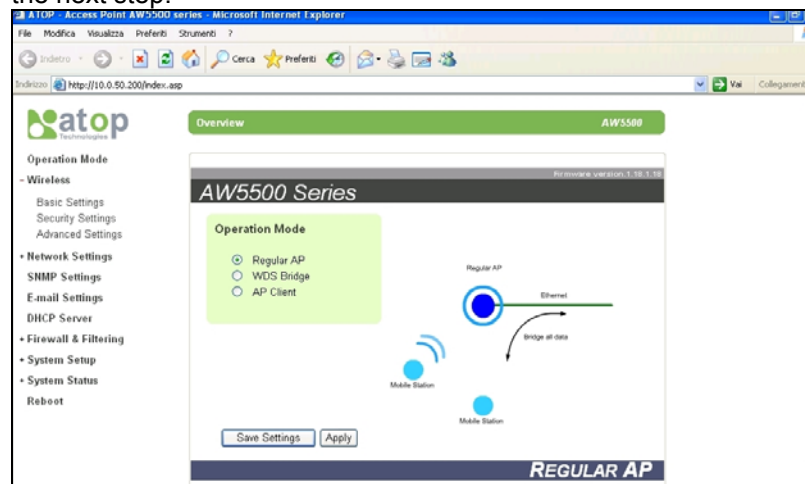 the next step.
ATOP - Access Point AW5500 series - Microsoft Internet Explorer
File Modifica Visualizza Preferiti Strumenti ?
Indietro Cerca Preferiti
Indirizzo http://10.0.50.200/index.asp Vai Collegament
atop
Technologies
Overview AW5500
Operation Mode
- Wireless
Basic Settings
Security Settings
Advanced Settings
+ Network Settings
SNMP Settings
E-mail Settings
DHCP Server
+ Firewall & Filtering
+ System Setup
+ System Status
Reboot
Firmware version.1.18.1.18
AW5500 Series
Operation Mode
Regular AP
WDS Bridge
AP Client
Regular AP
Ethernet
Bridge all data
Mobile Station
Mobile Station
Save Settings Apply
REGULAR AP